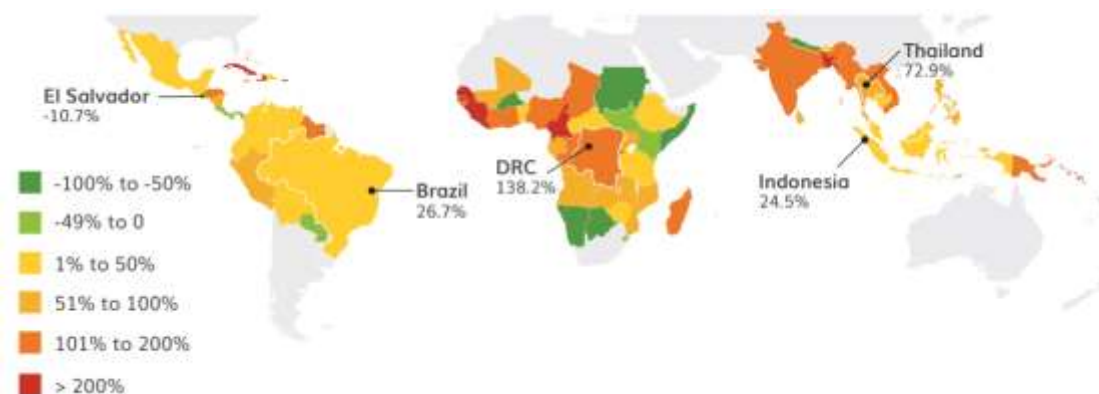 Thailand
72.9%
El Salvador
-10.7%
DRC
138.2%
Indonesia
24.5%
Brazil
26.7%
-100% to -50%
-49% to 0
1% to 50%
51% to 100%
101% to 200%
> 200%